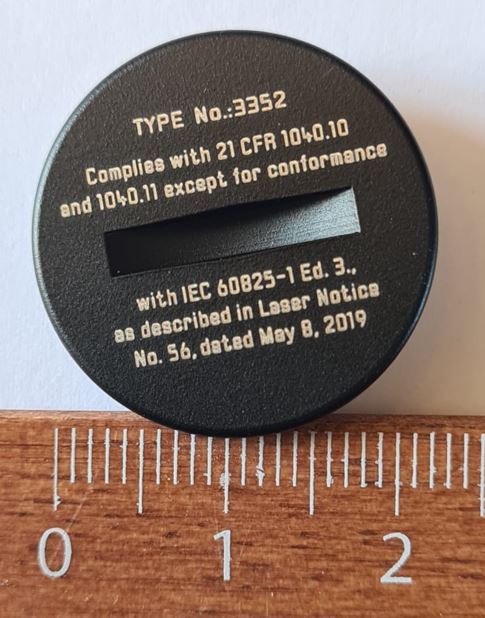 TYPE No.:3352
Complies with 21 CFR 1040.10
and 1040.11 except for conformance
with IEC 60825-1 Ed. 3.,
as described in Laser Notice
No. 56, dated May 8, 2019
0 1 2